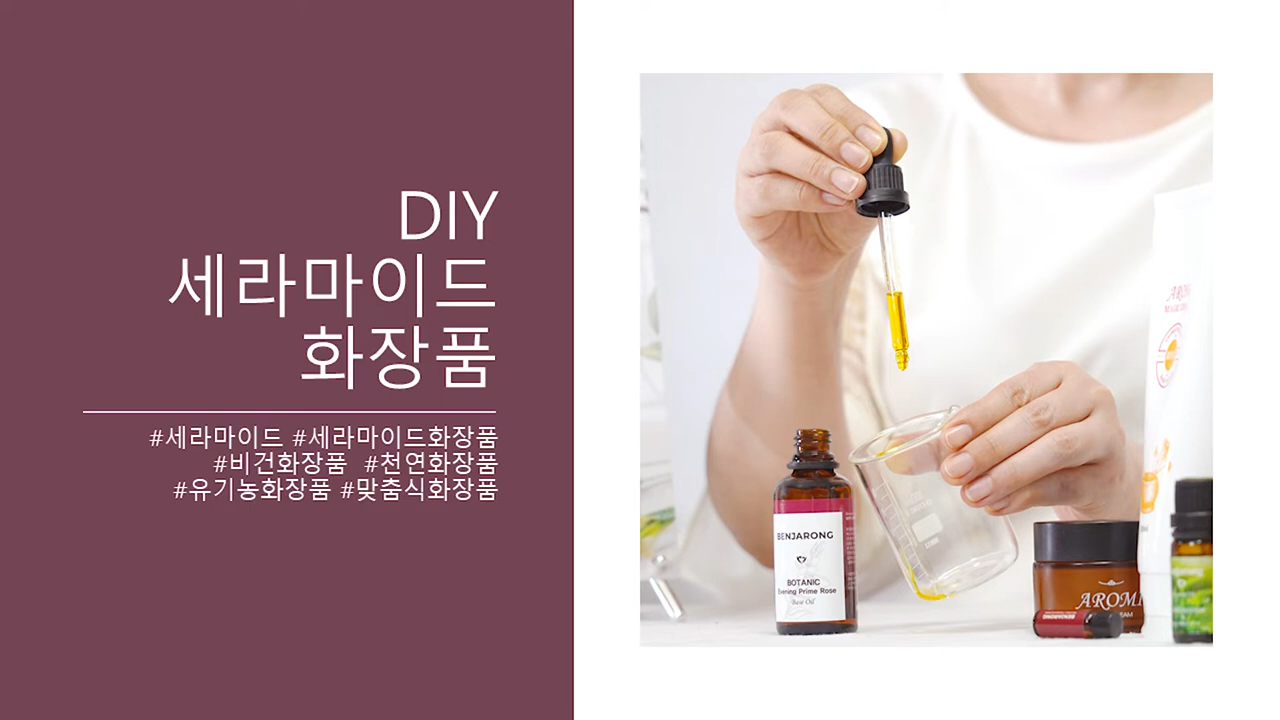 DIY
세라마이드
화장품
#세라마이드 #세라마이드화장품
#비건화장품 #천연화장품
#유기농화장품 #맞춤식화장품
BENJARONG
BOTANIC
Evening Prime Rose
Base Oil